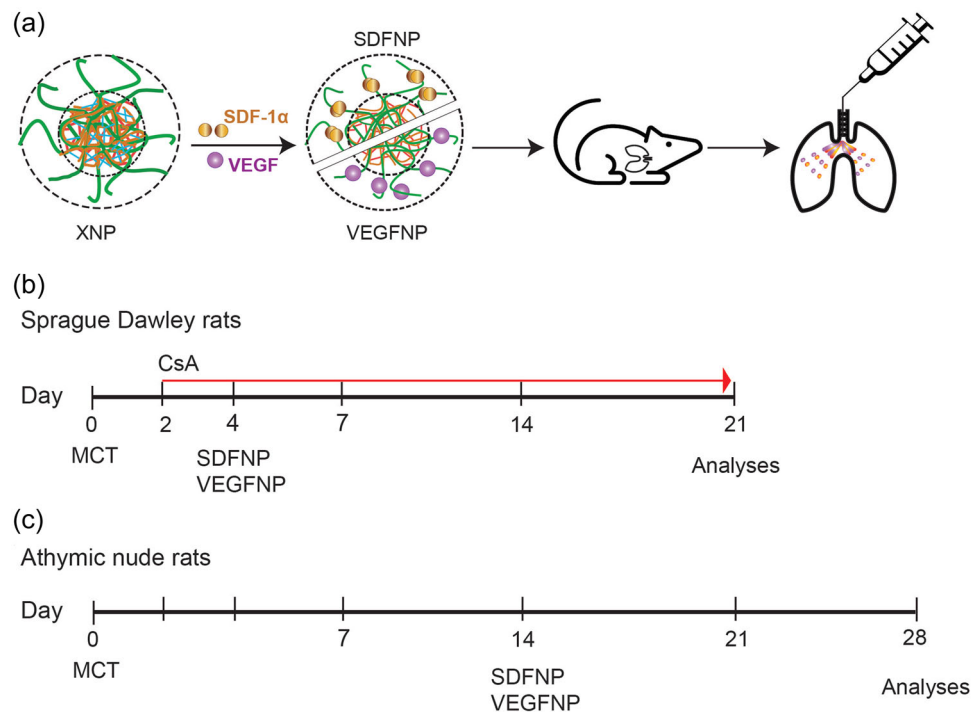 (a)
SDFNP
SDF-1α
VEGF
XNP
VEGFNP
(b)
Sprague Dawley rats
CsA
Day
0 2 4 7 14 21
MCT
SDFNP
VEGFNP
Analyses
(c)
Athymic nude rats
Day
0 7 14 21 28
MCT
SDFNP
VEGFNP
Analyses